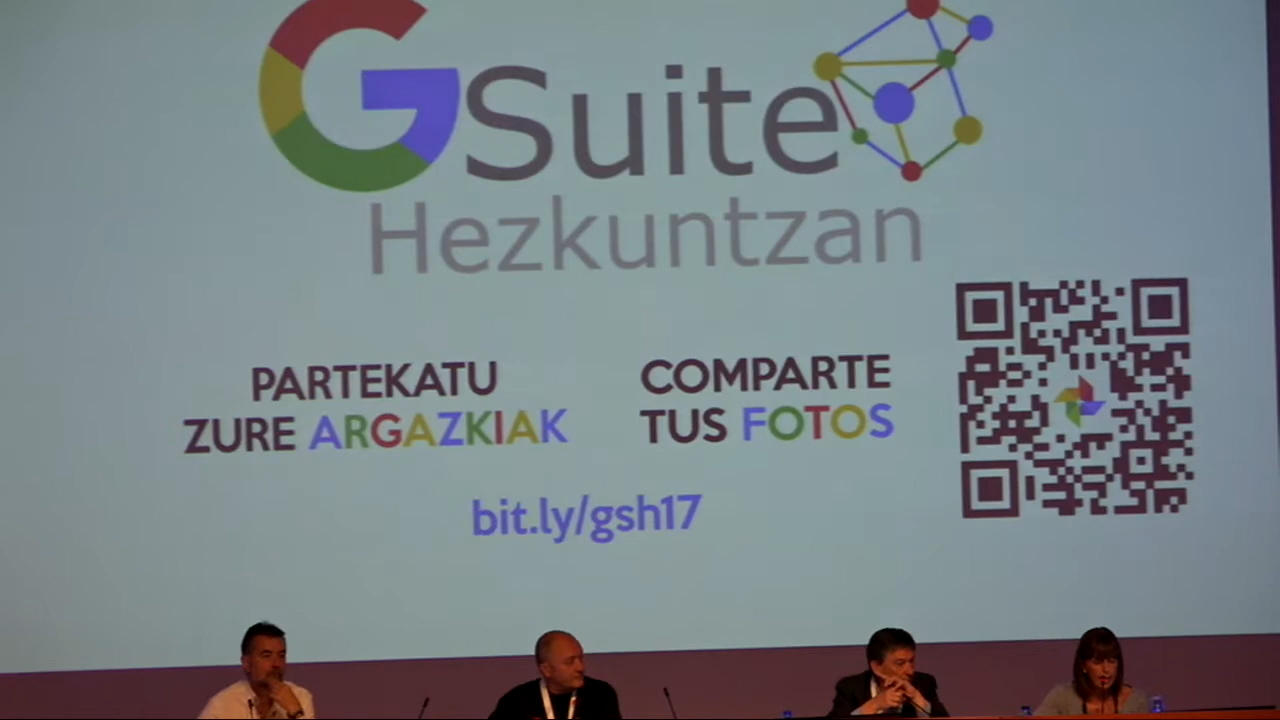 GSuite
Hezkuntzan
PARTEKATU
ZURE ARGAZKIAK
COMPARTE
TUS FOTOS
bit.ly/gsh17